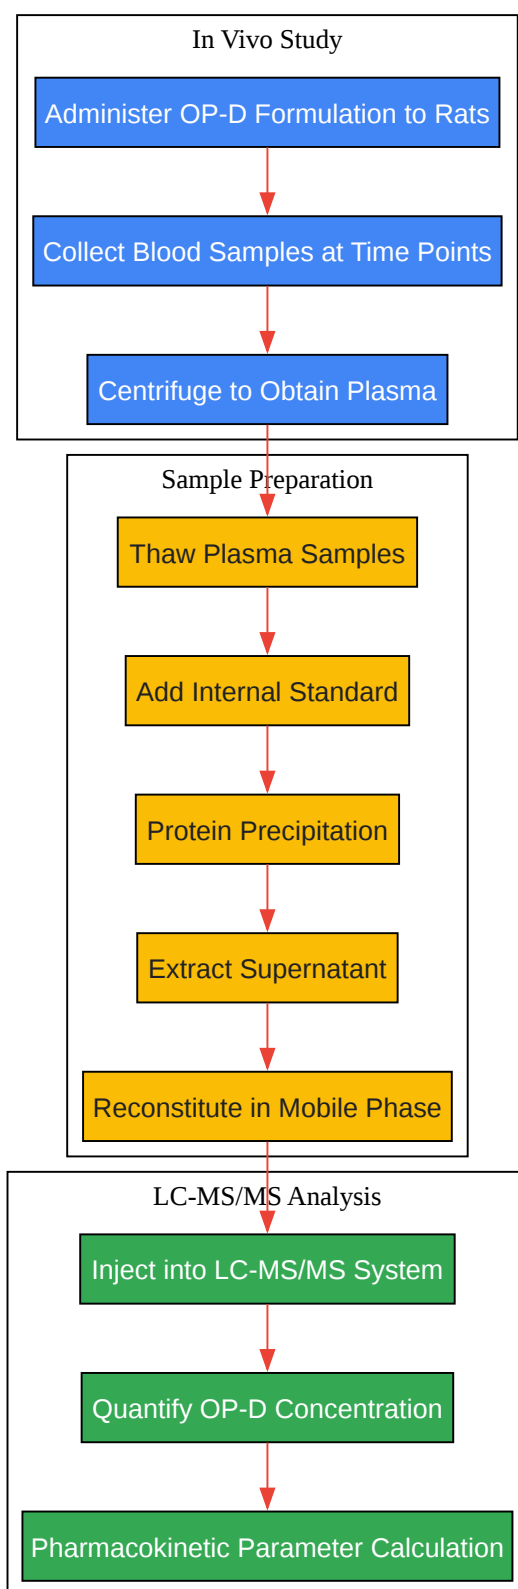 In Vivo Study
Administer OP-D Formulation to Rats
Collect Blood Samples at Time Points
Centrifuge to Obtain Plasma
Sample Preparation
Thaw Plasma Samples
Add Internal Standard
Protein Precipitation
Extract Supernatant
Reconstitute in Mobile Phase
LC-MS/MS Analysis
Inject into LC-MS/MS System
Quantify OP-D Concentration
Pharmacokinetic Parameter Calculation